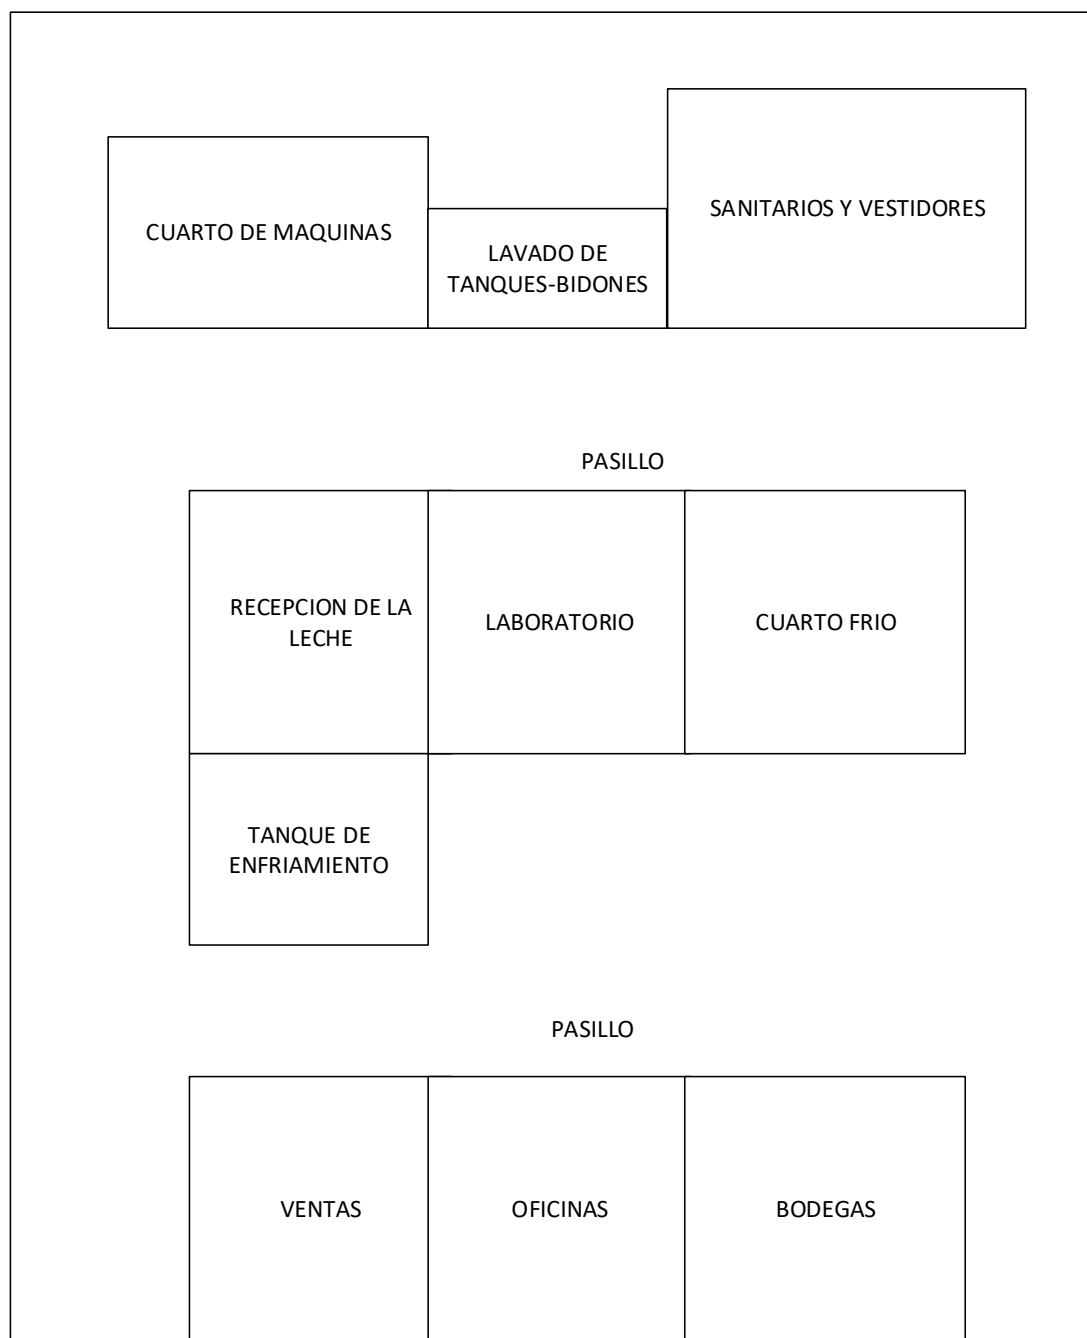 CUARTO DE MAQUINAS
LAVADO DE
TANQUES-BIDONES
SANITARIOS Y VESTIDORES
PASILLO
RECEPCION DE LA
LECHE
LABORATORIO
CUARTO FRIO
TANQUE DE
ENFRIAMIENTO
PASILLO
VENTAS
OFICINAS
BODEGAS